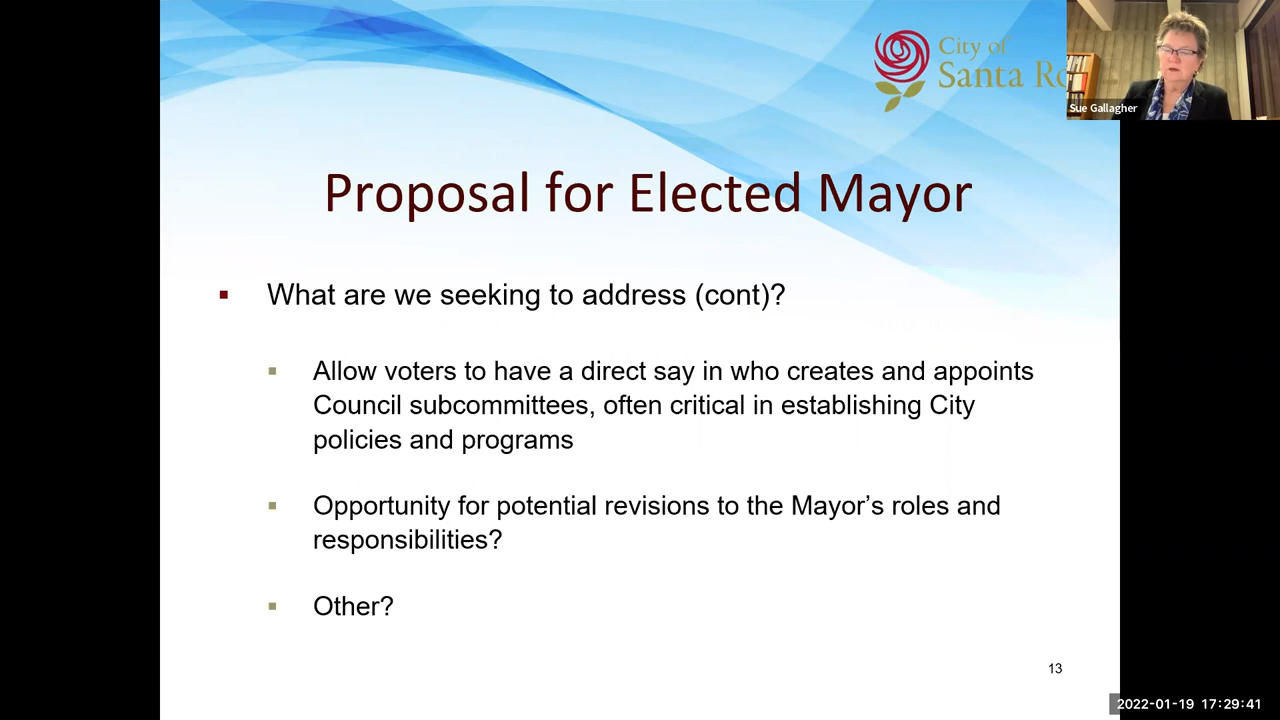 City of
Santa Ro
Sue Gallagher
Proposal for Elected Mayor
What are we seeking to address (cont)?
Allow voters to have a direct say in who creates and appoints
Council subcommittees, often critical in establishing City
policies and programs
Opportunity for potential revisions to the Mayor’s roles and
responsibilities?
Other?
13
2022-01-19 17:29:41